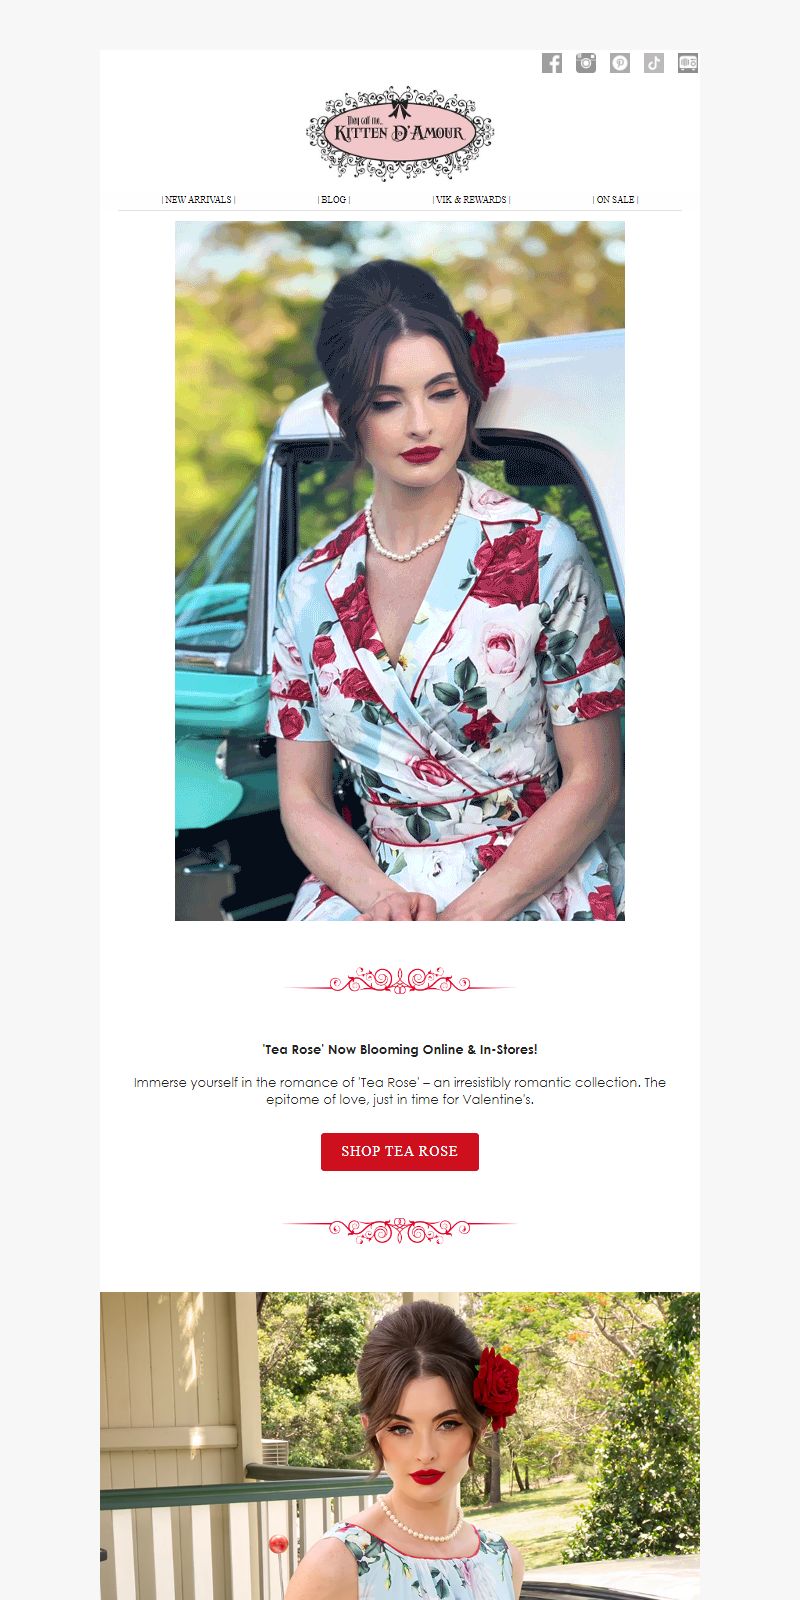 They call me...
KITTEN D'AMOUR
| NEW ARRIVALS |
| BLOG |
| VIK & REWARDS |
| ON SALE |
'Tea Rose' Now Blooming Online & In-Stores!
Immerse yourself in the romance of 'Tea Rose' – an irresistibly romantic collection. The
epitome of love, just in time for Valentine's.
SHOP TEA ROSE